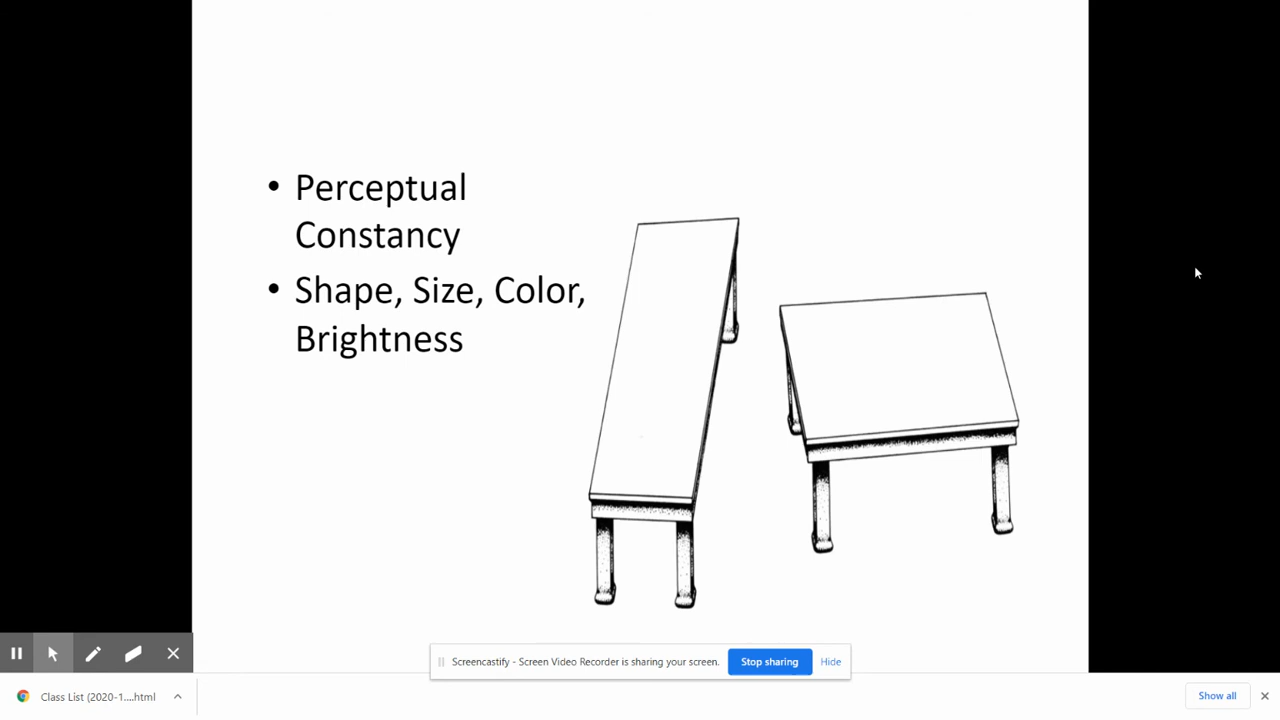 • Perceptual
Constancy
• Shape, Size, Color,
Brightness
Screencastify - Screen Video Recorder is sharing your screen. Stop sharing Hide
Class List (2020-1....html Show all